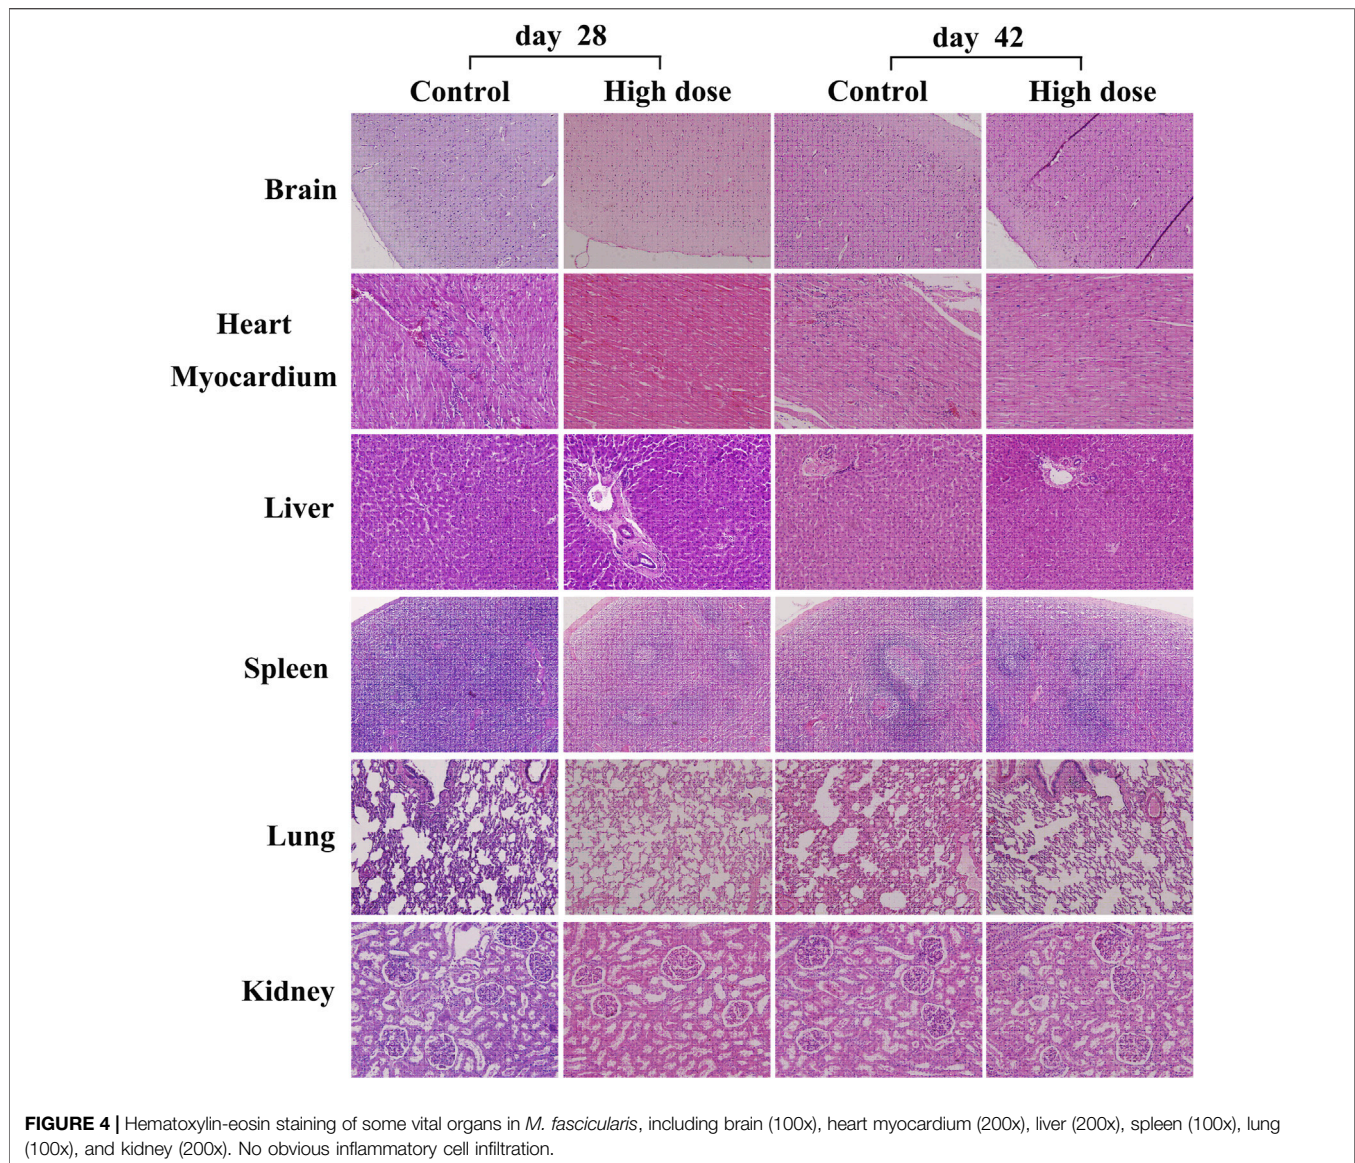 day 28
day 42
Control
High dose
Control
High dose
Brain
Heart
Myocardium
Liver
Spleen
Lung
Kidney
FIGURE 4 | Hematoxylin-eosin staining of some vital organs in M. fascicularis, including brain (100x), heart myocardium (200x), liver (200x), spleen (100x), lung
(100x), and kidney (200x). No obvious inflammatory cell infiltration.